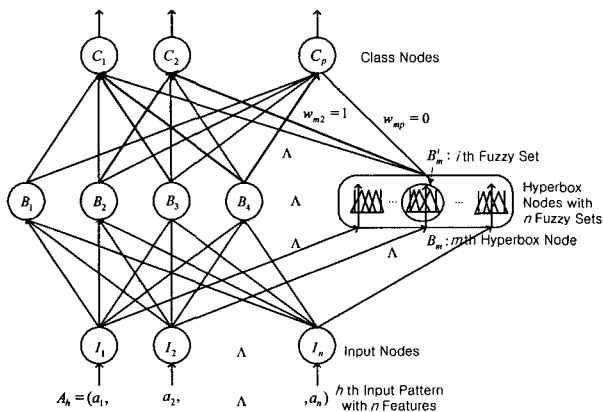 C₁ C₂ Cₚ Class Nodes
wₘ₂ = 1 wₘₚ = 0
Λ
Bᵢₘ : i th Fuzzy Set
B₁ B₂ B₃ B₄ Λ ... ... Hyperbox
Nodes with
n Fuzzy Sets
Λ Λ Bₘ : mth Hyperbox Node
I₁ I₂ Λ Iₙ Input Nodes
Aₕ = (a₁, a₂, Λ , aₙ) h th Input Pattern
with n Features